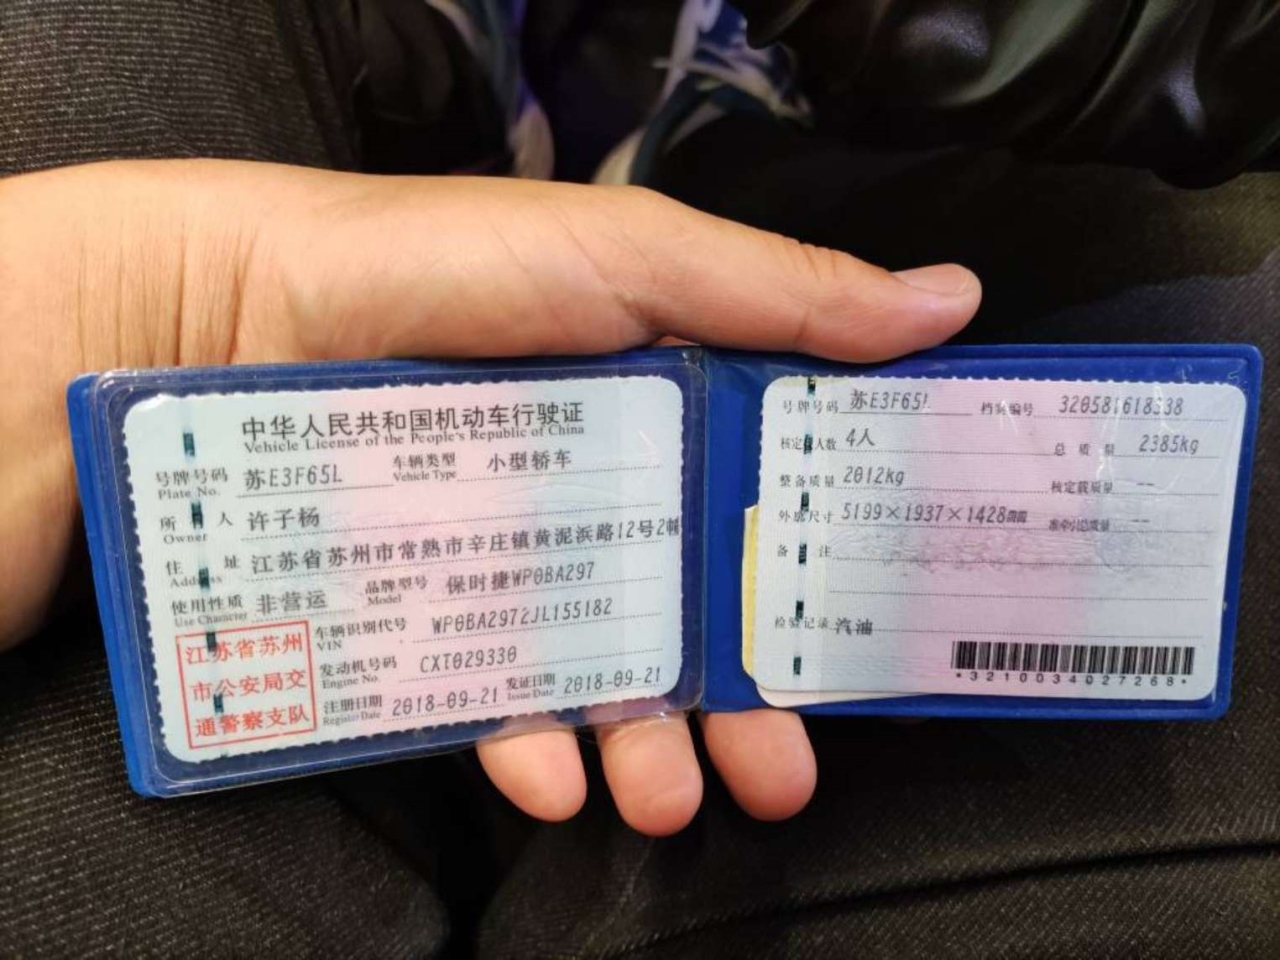 中华人民共和国机动车行驶证
Vehicle License of the People's Republic of China
号牌号码 苏E3F65L 车辆类型 小型轿车
Plate No. Vehicle Type
所有人 许子杨
Owner
住址 江苏省苏州市常熟市辛庄镇黄泥浜路12号2幢
Address
使用性质 非营运 品牌型号 保时捷WP0BA297
Use Character Model
江苏省苏州
市公安局交
通警察支队
车辆识别代号 WP0BA2972JL155182
VIN
发动机号码 CXT029330
Engine No.
注册日期 2018-09-21 发证日期 2018-09-21
Register Date Issue Date
号牌号码 苏E3F65L 档案编号
核定载人数 4人 总质量 2385kg
整备质量 2012kg 核定载质量 --
外廓尺寸 5199×1937×1428 准牵引总质量 --
备注
检验记录 汽油
*3210034027268*